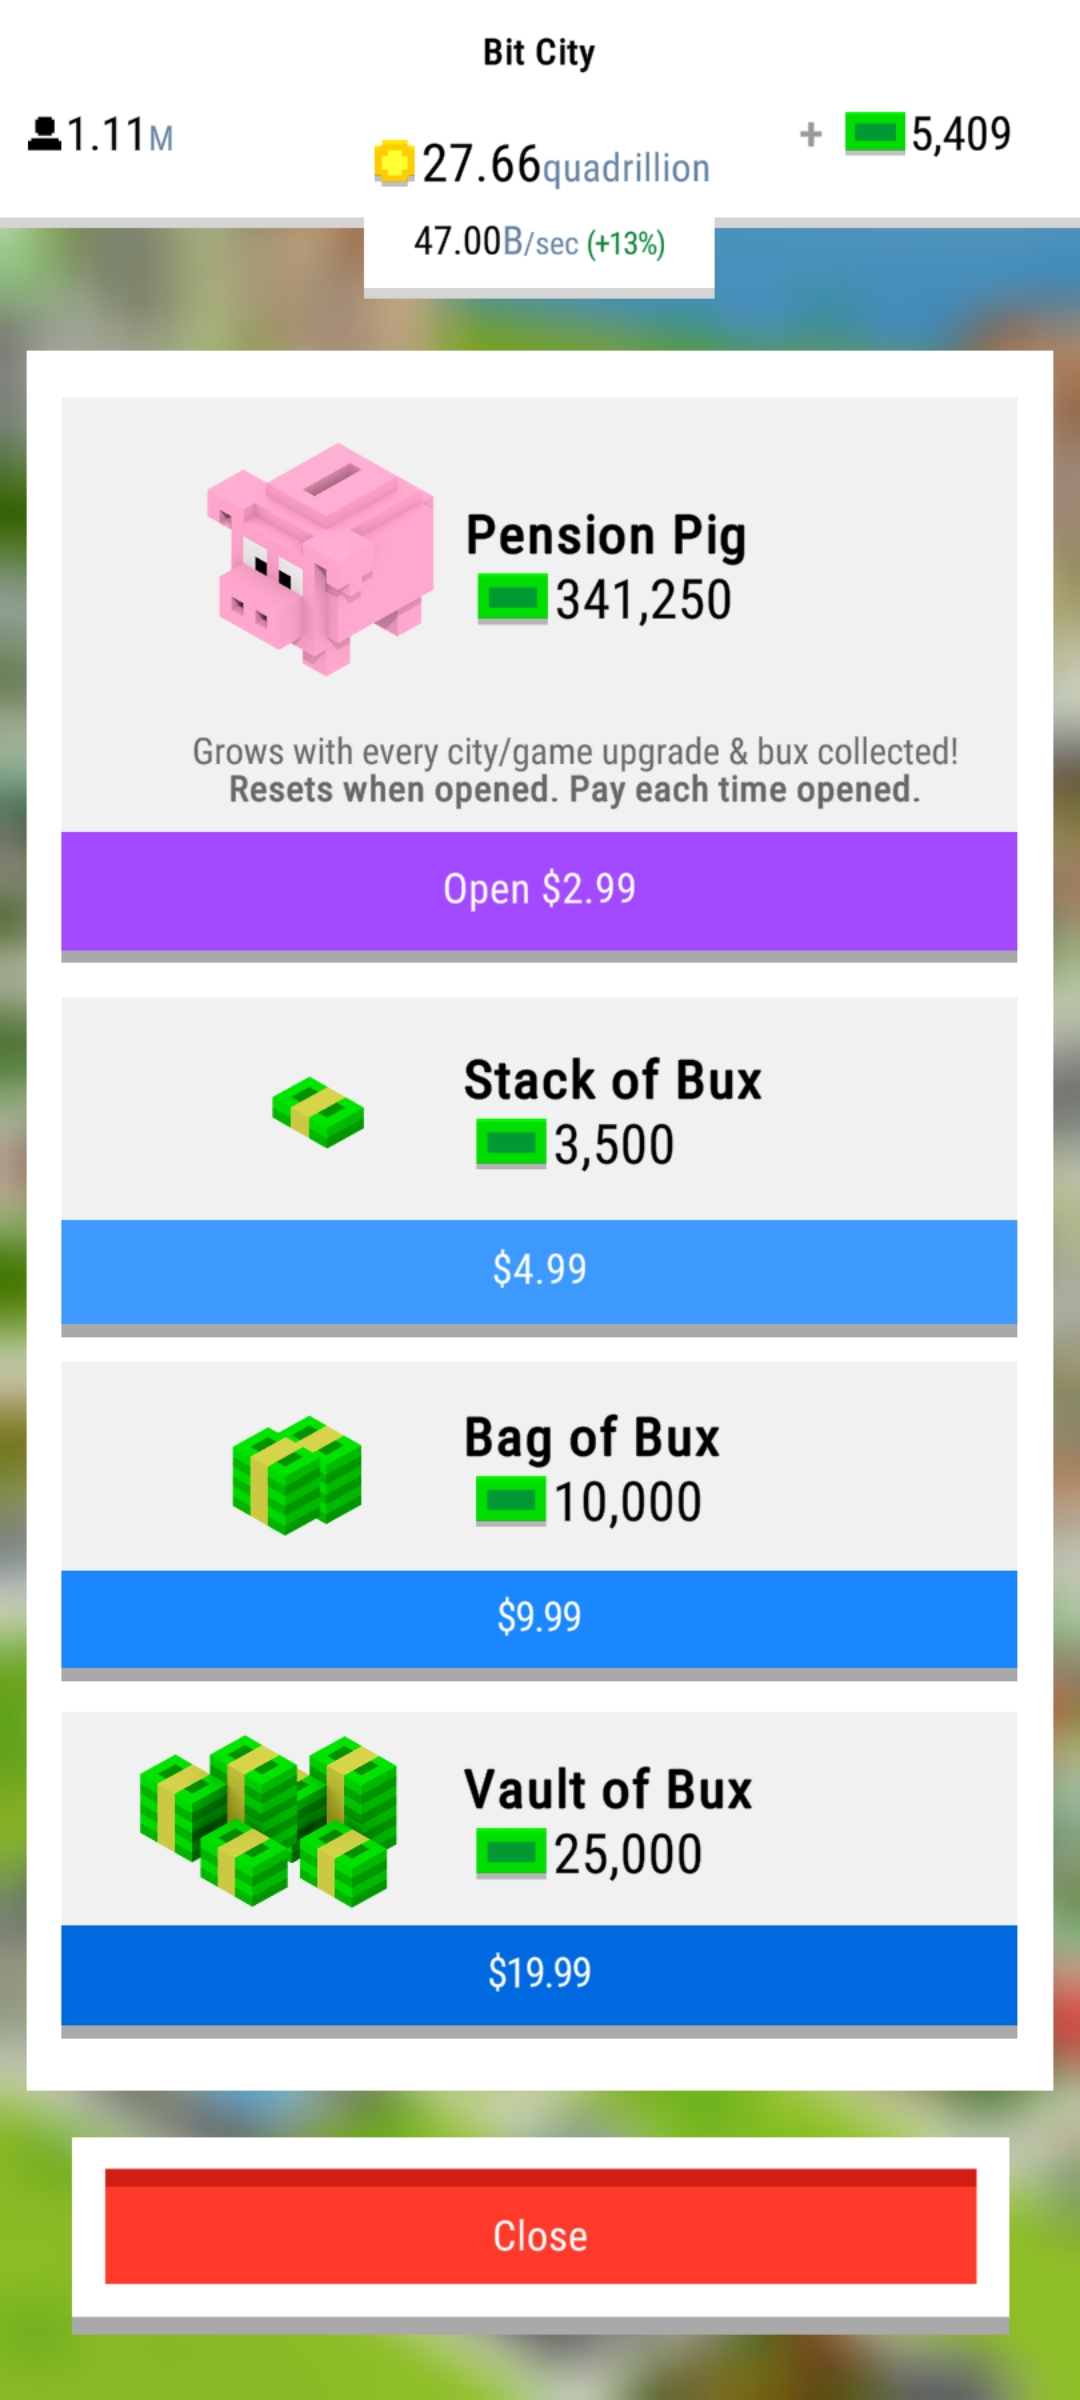 Bit City
1.11M
27.66quadrillion
+ 5,409
47.00B/sec (+13%)
Pension Pig
341,250
Grows with every city/game upgrade & bux collected!
Resets when opened. Pay each time opened.
Open $2.99
Stack of Bux
3,500
$4.99
Bag of Bux
10,000
$9.99
Vault of Bux
25,000
$19.99
Close